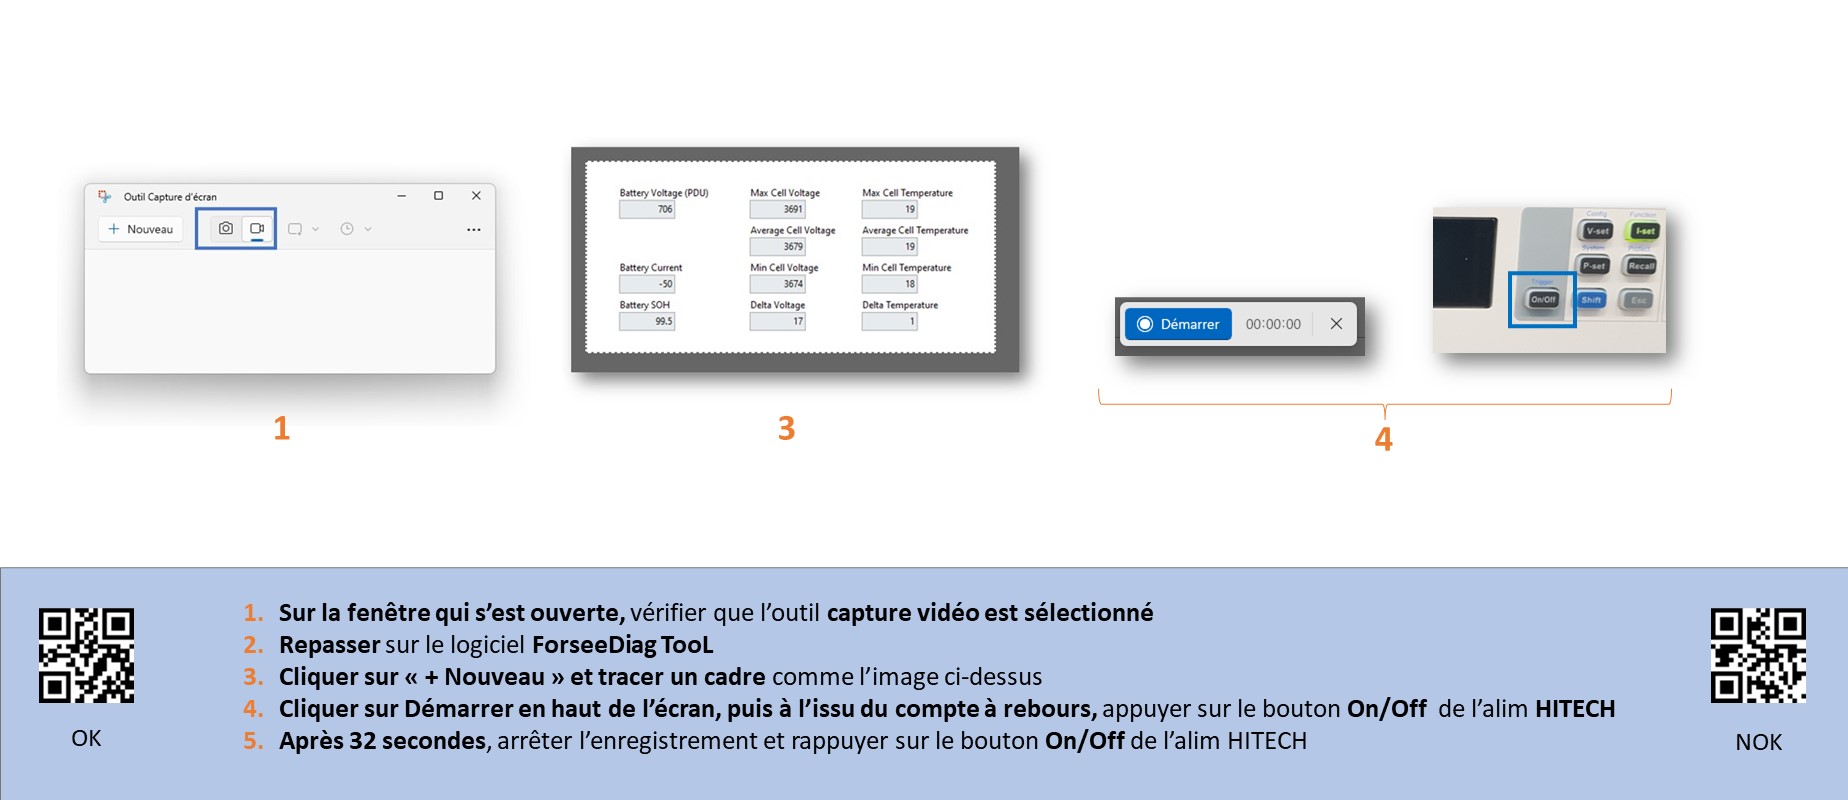 Outil Capture d'écran
Nouveau
1
Battery Voltage (PDU)
706
Max Cell Voltage
3691
Max Cell Temperature
19
Average Cell Voltage
3679
Average Cell Temperature
19
Battery Current
-50
Min Cell Voltage
3674
Min Cell Temperature
18
Battery SOH
99.5
Delta Voltage
17
Delta Temperature
1
3
Démarrer 00:00:00
Config
V-set
Function
I-set
System
P-set
Protect
Recall
Trigger
On/Off
Shift
Esc
4
1. Sur la fenêtre qui s’est ouverte, vérifier que l’outil capture vidéo est sélectionné
2. Repasser sur le logiciel ForseeDiag TooL
3. Cliquer sur « + Nouveau » et tracer un cadre comme l’image ci-dessus
4. Cliquer sur Démarrer en haut de l’écran, puis à l’issu du compte à rebours, appuyer sur le bouton On/Off de l’alim HITECH
5. Après 32 secondes, arrêter l’enregistrement et rappuyer sur le bouton On/Off de l’alim HITECH
OK
NOK